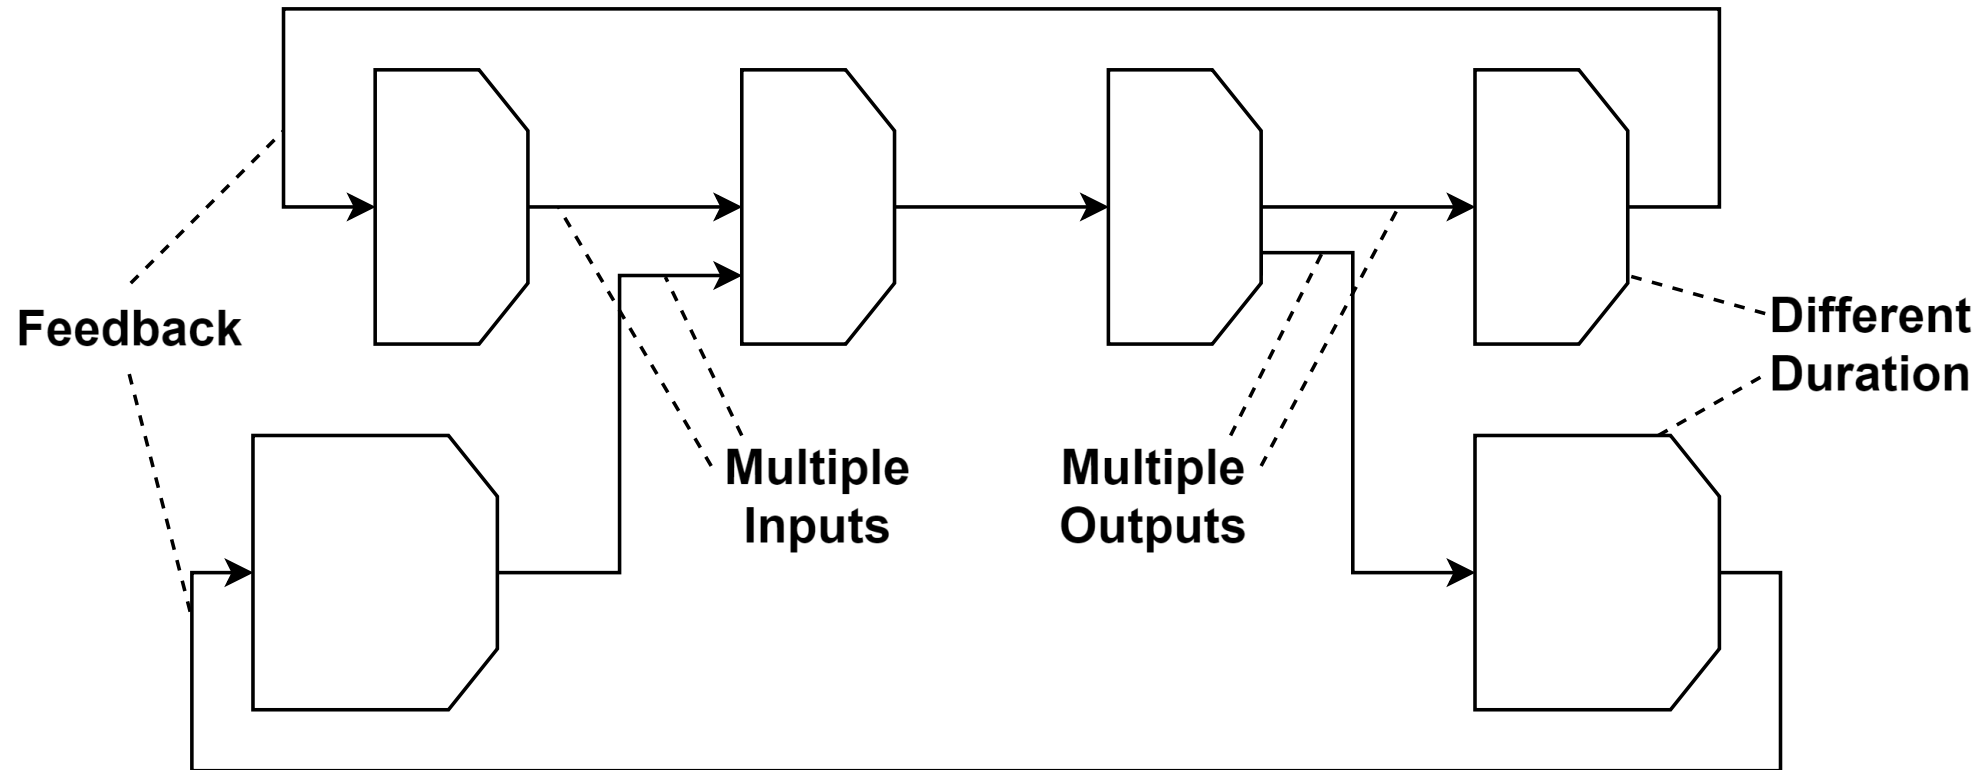 Feedback
Different
Duration
Multiple
Inputs
Multiple
Outputs